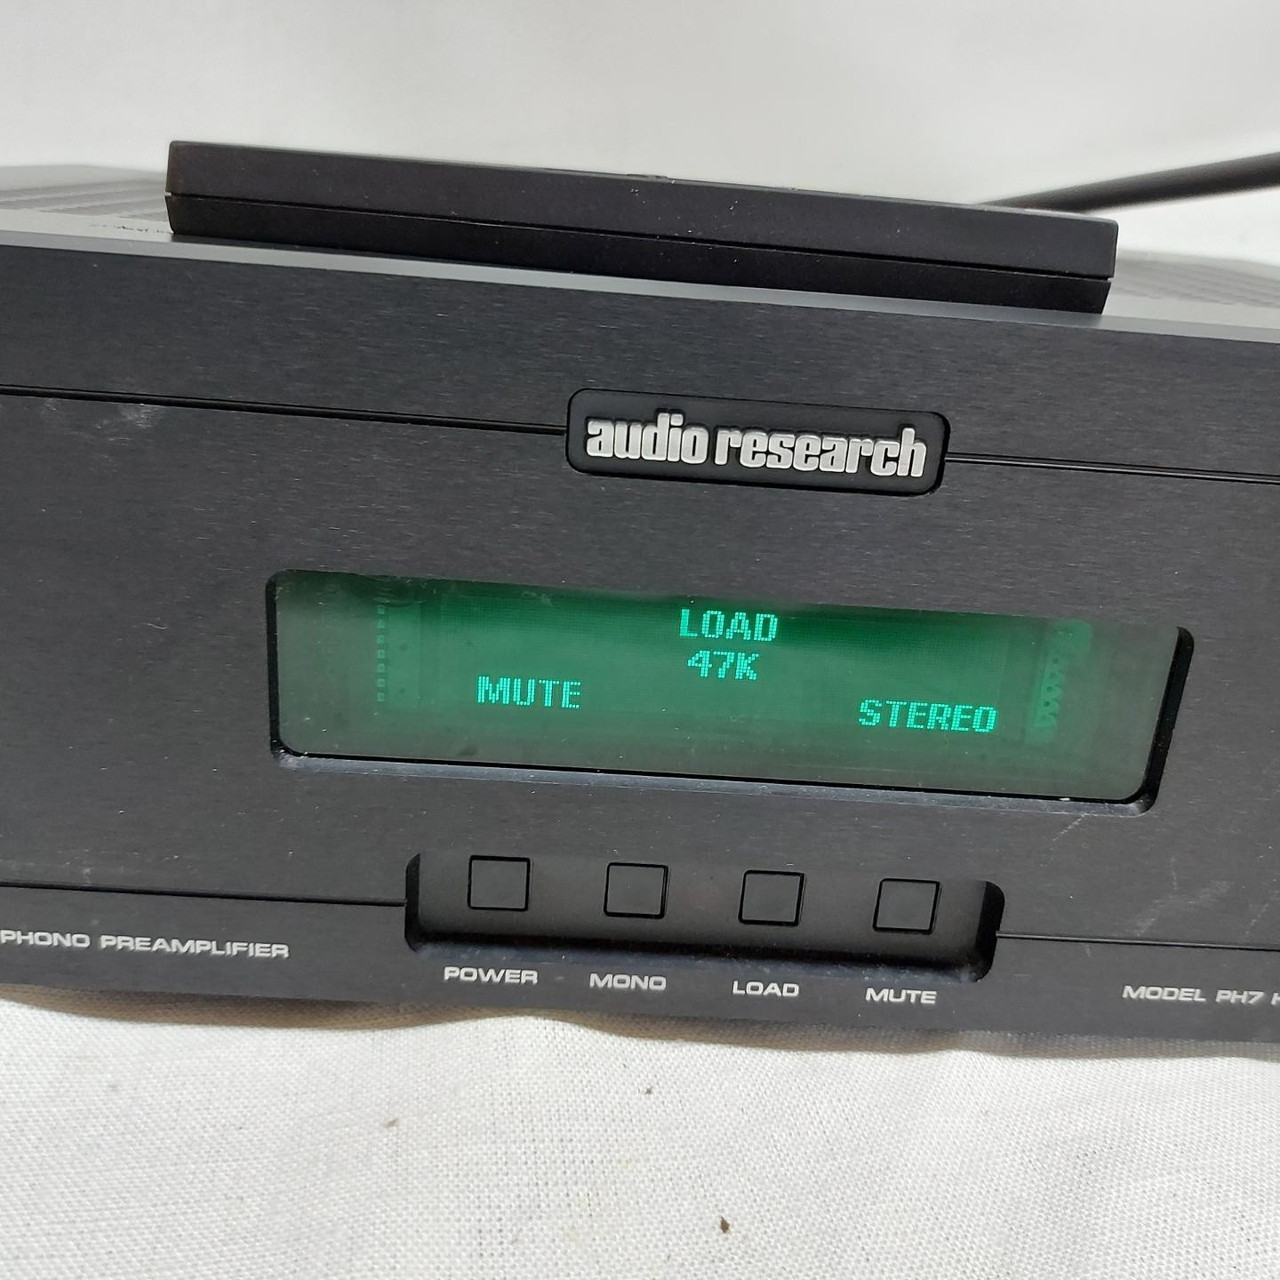 audio research
LOAD
47K
MUTE
STEREO
PHONO PREAMPLIFIER
POWER
MONO
LOAD
MUTE
MODEL PH7